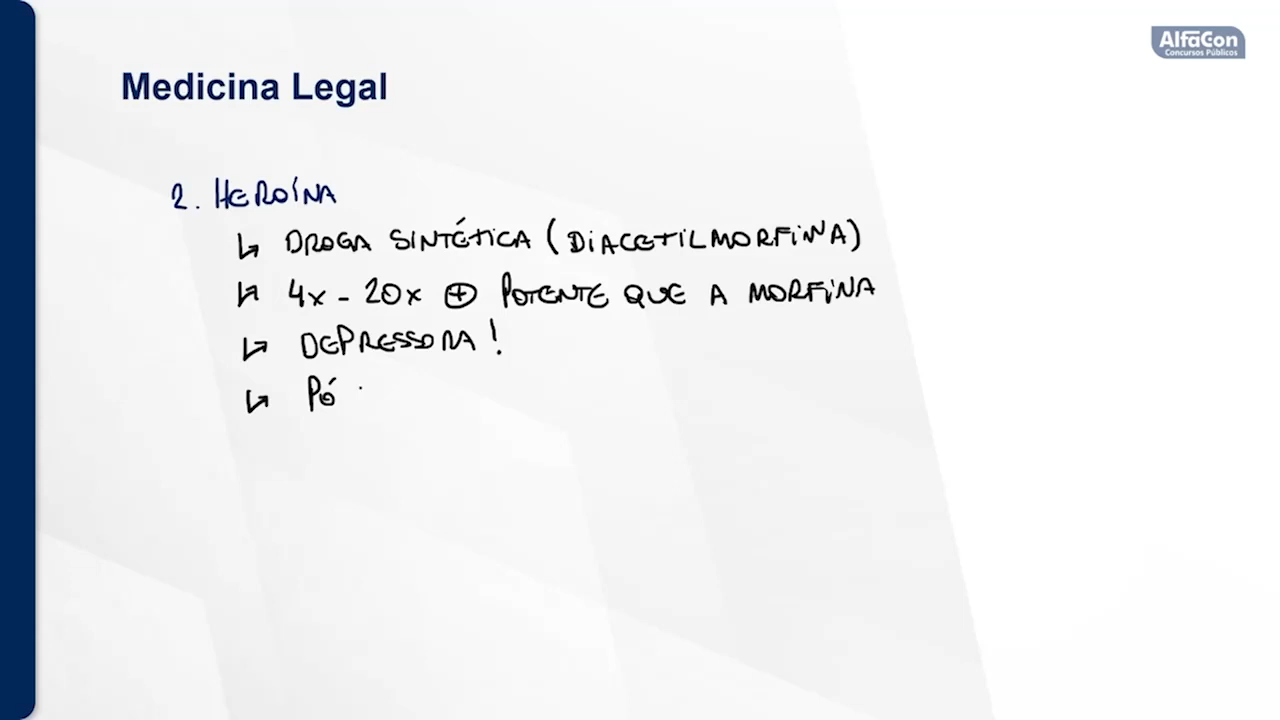 AlfaCon
Concursos Públicos
Medicina Legal
2. HEROÍNA
↳ DROGA SINTÉTICA (DIACETILMORFINA)
↳ 4x - 20x ⊕ POTENTE QUE A MORFINA
↳ DEPRESSORA!
↳ PÓ